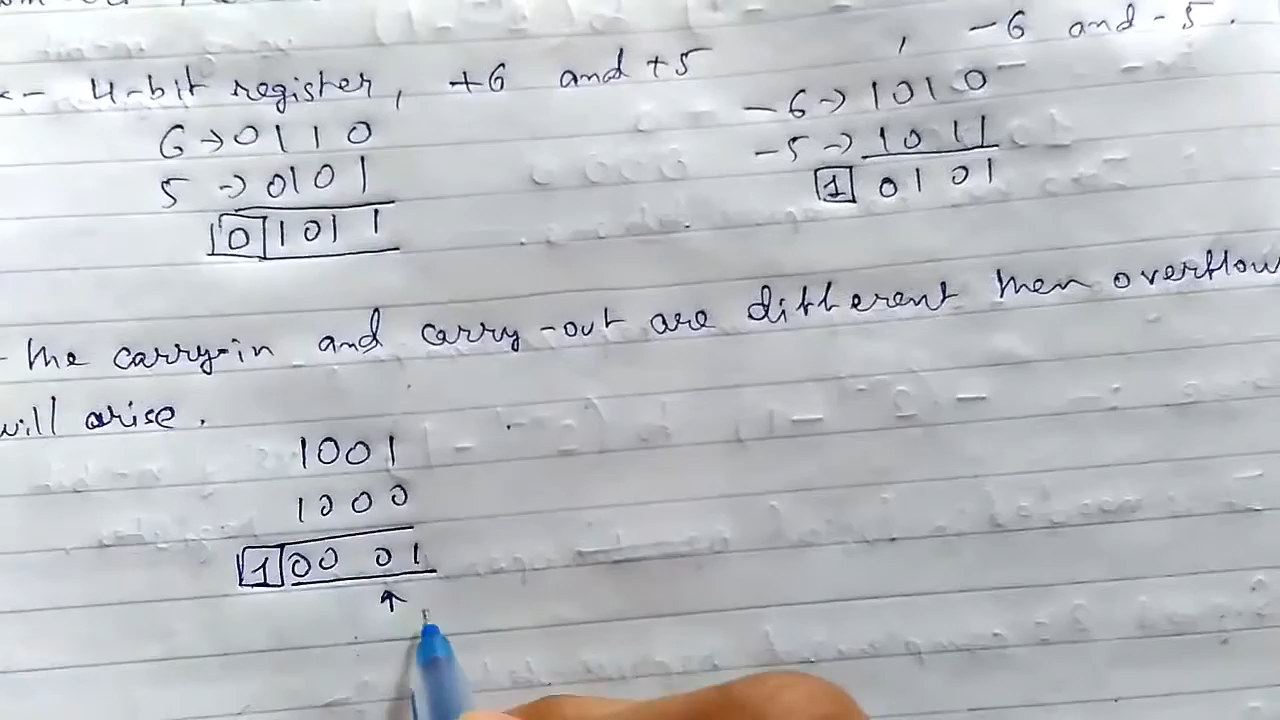 , -6 and -5.
- 4-bit register, +6 and +5
6 → 0110
5 → 0101
0 1011
-6 → 1010
-5 → 1011
1 0101
the carry-in and carry-out are different then overflow
will arise.
1001
1000
1 0001